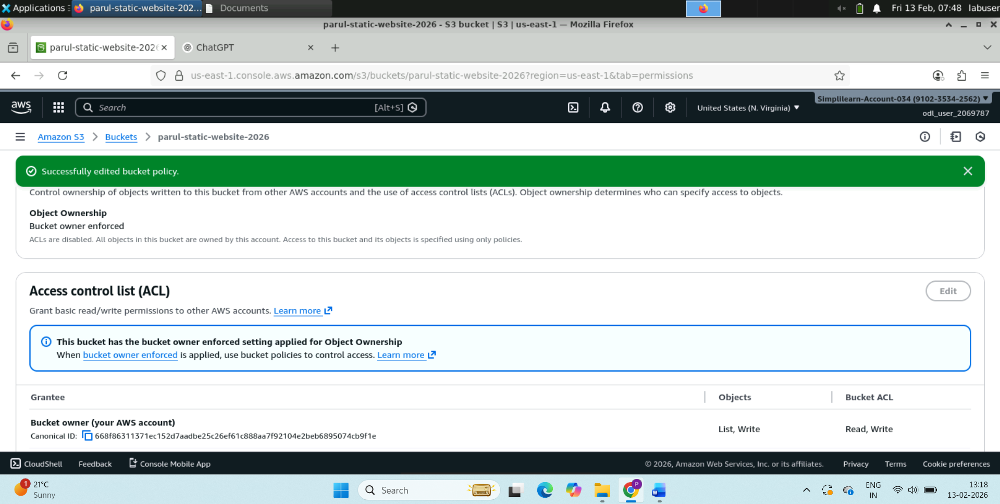 Applications
parul-static-website-202...
Documents
Fri 13 Feb, 07:48
labuser
parul-static-website-2026 - S3 bucket | S3 | us-east-1 — Mozilla Firefox
parul-static-website-2026
ChatGPT
us-east-1.console.aws.amazon.com/s3/buckets/parul-static-website-2026?region=us-east-1&tab=permissions
aws
Search
[Alt+S]
United States (N. Virginia)
Simplilearn-Account-034 (9102-3534-2562)
odl_user_2069787
Amazon S3
Buckets
parul-static-website-2026
Successfully edited bucket policy.
Control ownership of objects written to this bucket from other AWS accounts and the use of access control lists (ACLs). Object ownership determines who can specify access to objects.
Object Ownership
Bucket owner enforced
ACLs are disabled. All objects in this bucket are owned by this account. Access to this bucket and its objects is specified using only policies.
Access control list (ACL)
Edit
Grant basic read/write permissions to other AWS accounts. Learn more
This bucket has the bucket owner enforced setting applied for Object Ownership
When bucket owner enforced is applied, use bucket policies to control access. Learn more
Grantee
Objects
Bucket ACL
Bucket owner (your AWS account)
Canonical ID: 668f86311371ec152d7aadbe25c26ef61c888aa7f92104e2beb6895074cb9f1e
List, Write
Read, Write
CloudShell
Feedback
Console Mobile App
© 2026, Amazon Web Services, Inc. or its affiliates.
Privacy
Terms
Cookie preferences
1
21°C
Sunny
Search
P
W
ENG
IN
13:18
13-02-2026